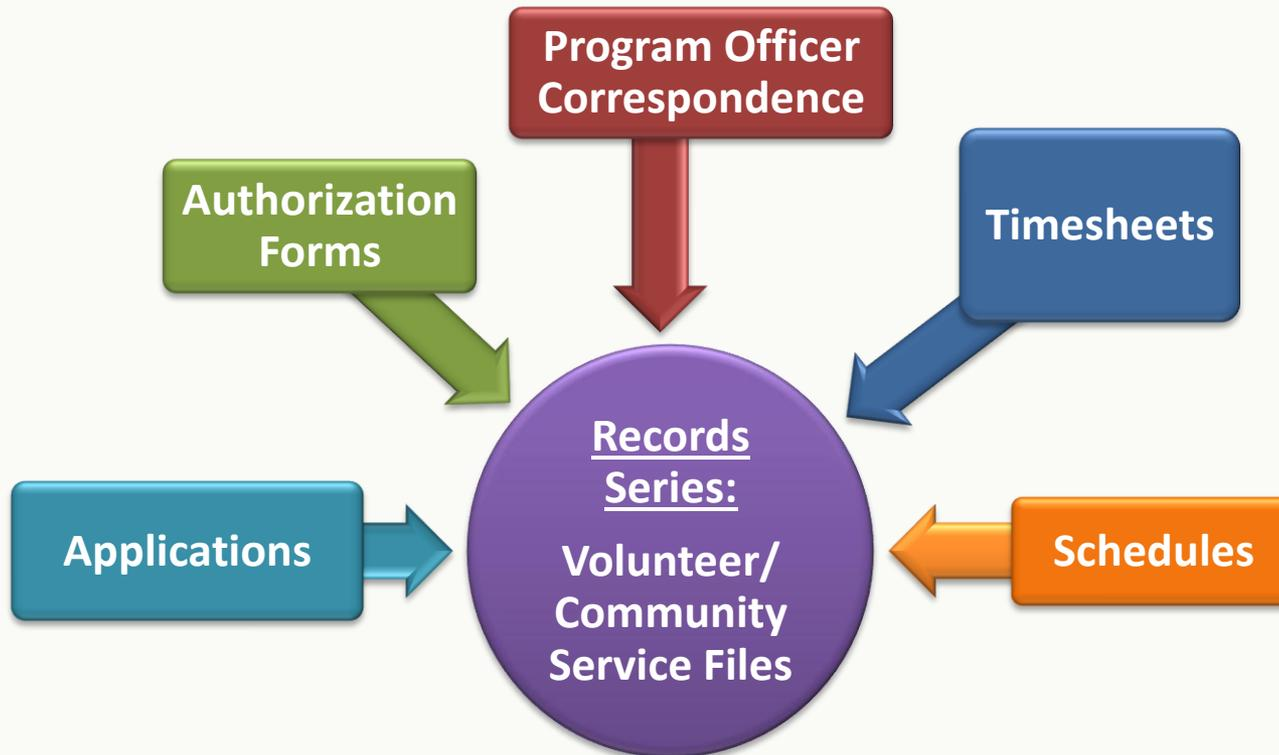 Program Officer
Correspondence
Authorization
Forms
Timesheets
Applications
Records
Series:
Volunteer/
Community
Service Files
Schedules